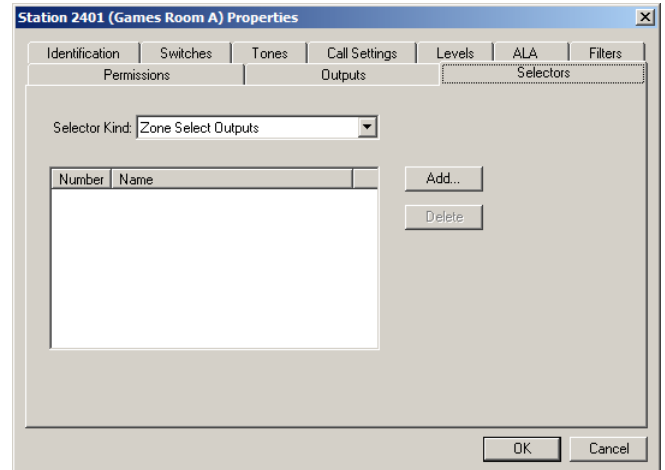 Station 2401 (Games Room A) Properties
Identification Switches Tones Call Settings Levels ALA Filters
Permissions Outputs Selectors
Selector Kind: Zone Select Outputs
Number Name
Add...
Delete
OK Cancel